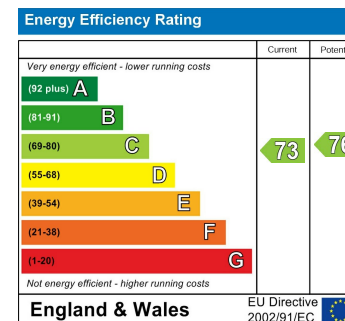 Energy Efficiency Rating
Current
Very energy efficient - lower running costs
(92 plus) A
(81-91) B
(69-80) C
73
(55-68) D
(39-54) E
(21-38) F
(1-20) G
Not energy efficient - higher running costs
England & Wales
EU Directive
2002/91/EC